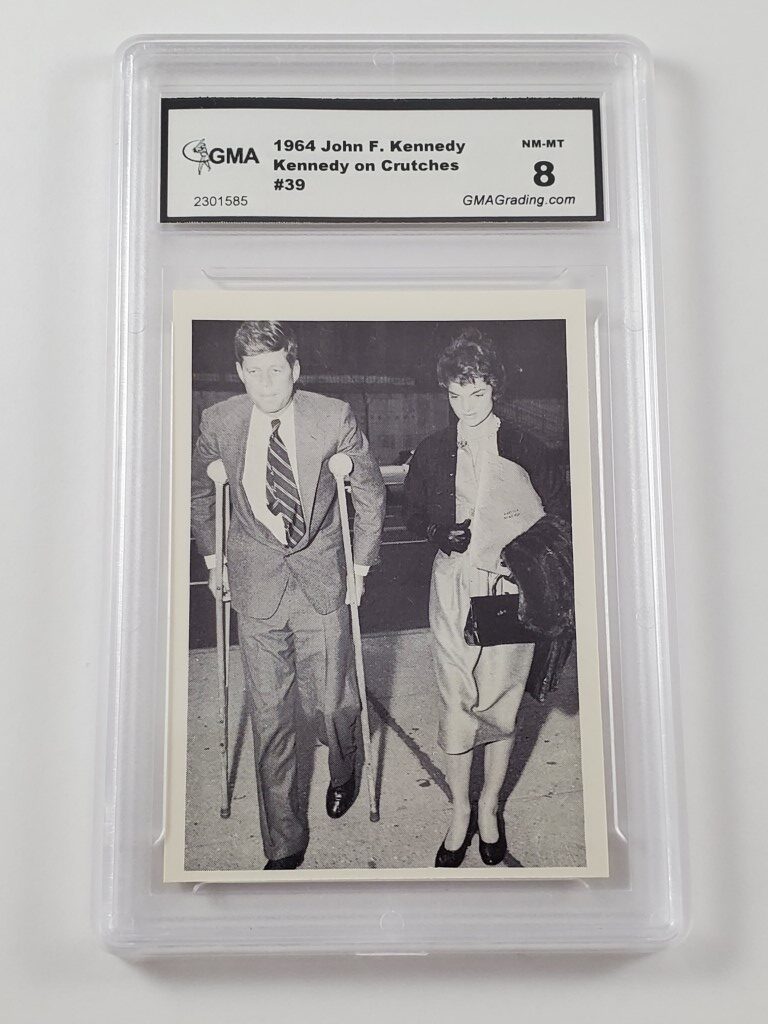 GMA
1964 John F. Kennedy
Kennedy on Crutches
#39
2301585
NM-MT
8
GMAGrading.com